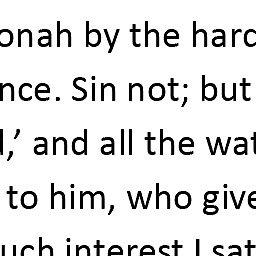 onah by the hard
nce. Sin not; but
,’ and all the wat
to him, who give
uch interest I sat